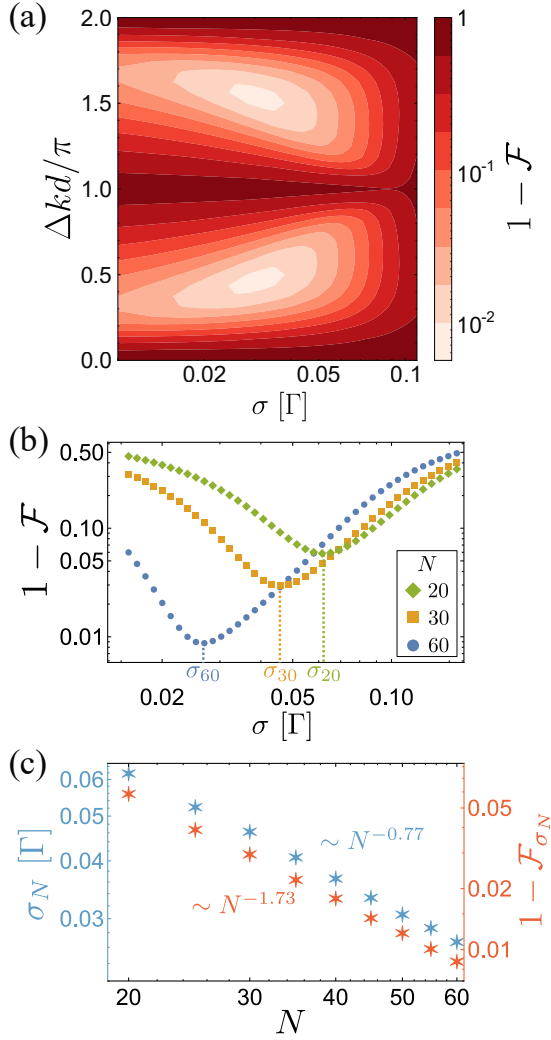 (a)
2.0
1.5
1.0
0.5
0.0
Δkd/π
0.02
0.05
0.1
σ [Γ]
1
10⁻¹
10⁻²
1 − ℱ
(b)
0.50
0.10
0.05
0.01
1 − ℱ
N
20
30
60
σ₆₀
σ₃₀
σ₂₀
0.02
0.05
0.10
σ [Γ]
(c)
0.06
0.05
0.04
0.03
σ_N [Γ]
∼ N⁻⁰·⁷⁷
∼ N⁻¹·⁷³
0.05
0.02
0.01
1 − ℱ_σ_N
20
30
40
50
60
N